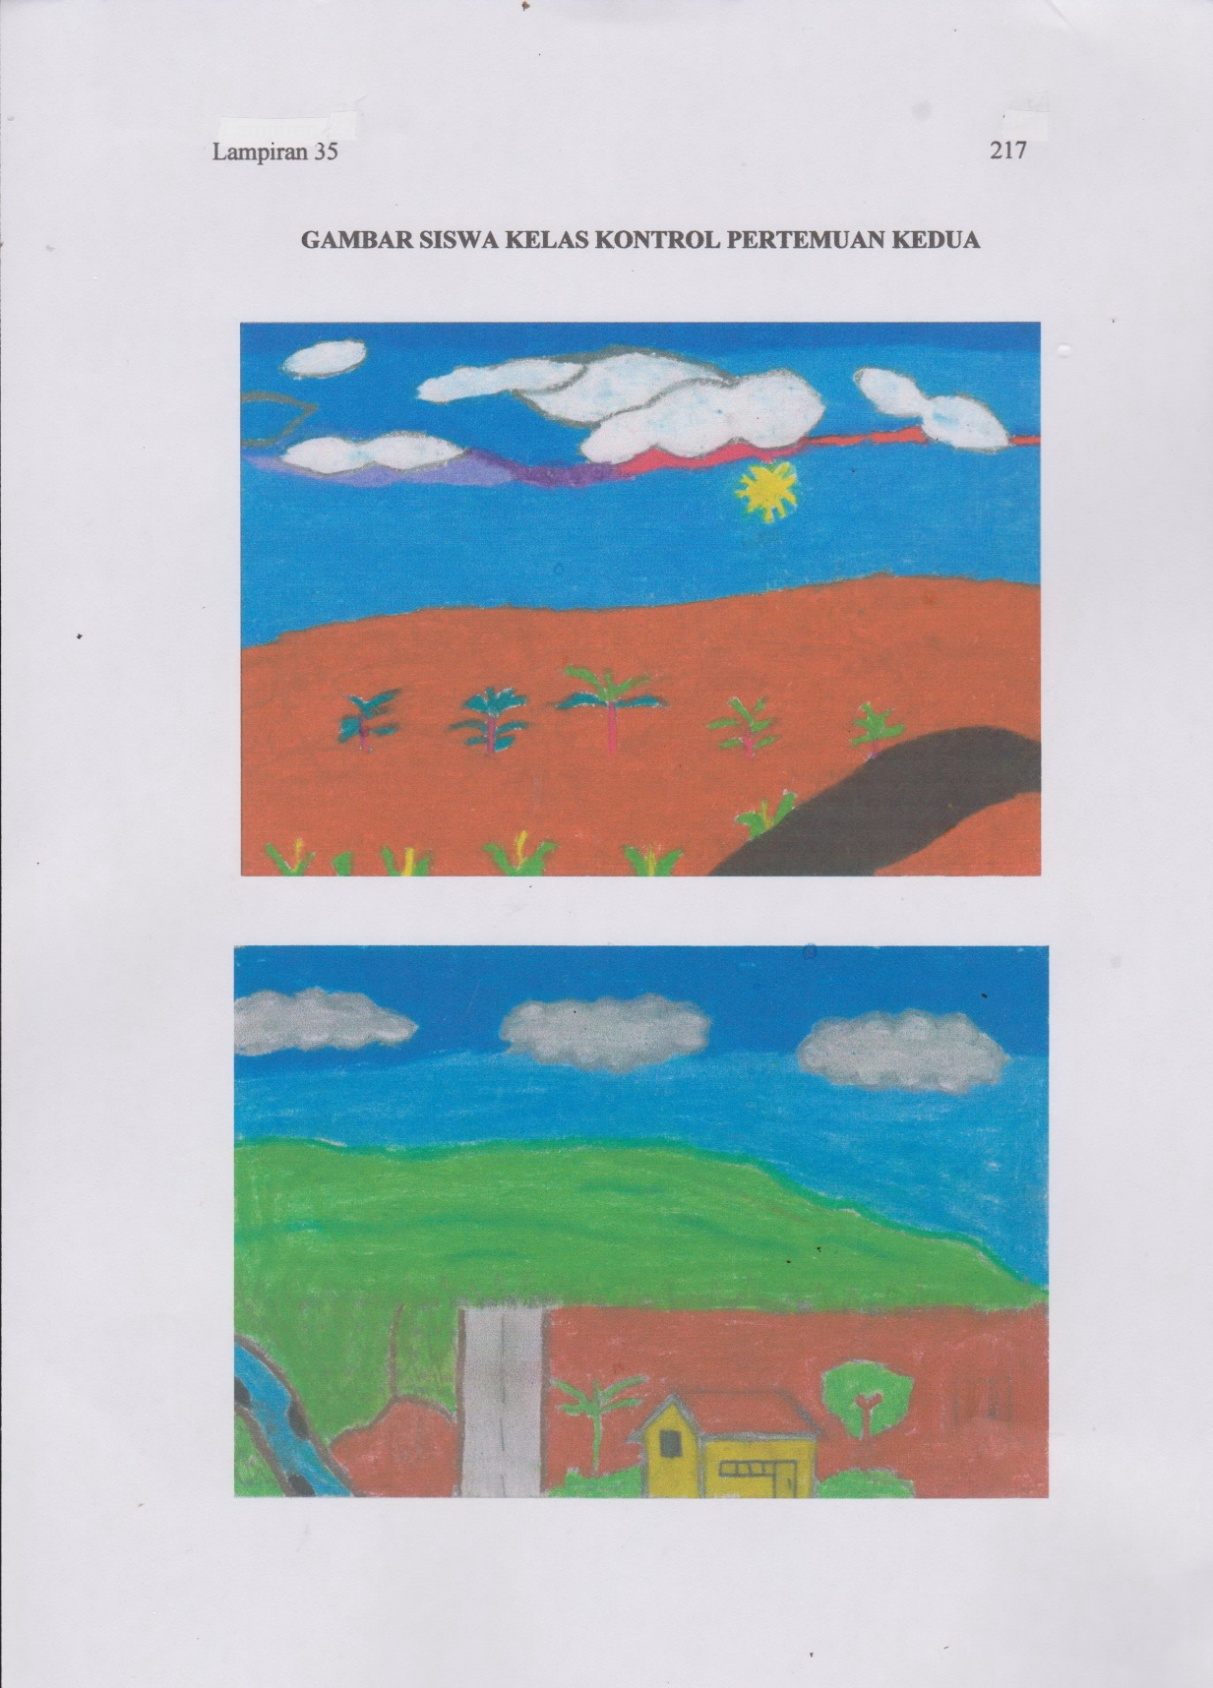 Lampiran 35
217
GAMBAR SISWA KELAS KONTROL PERTEMUAN KEDUA